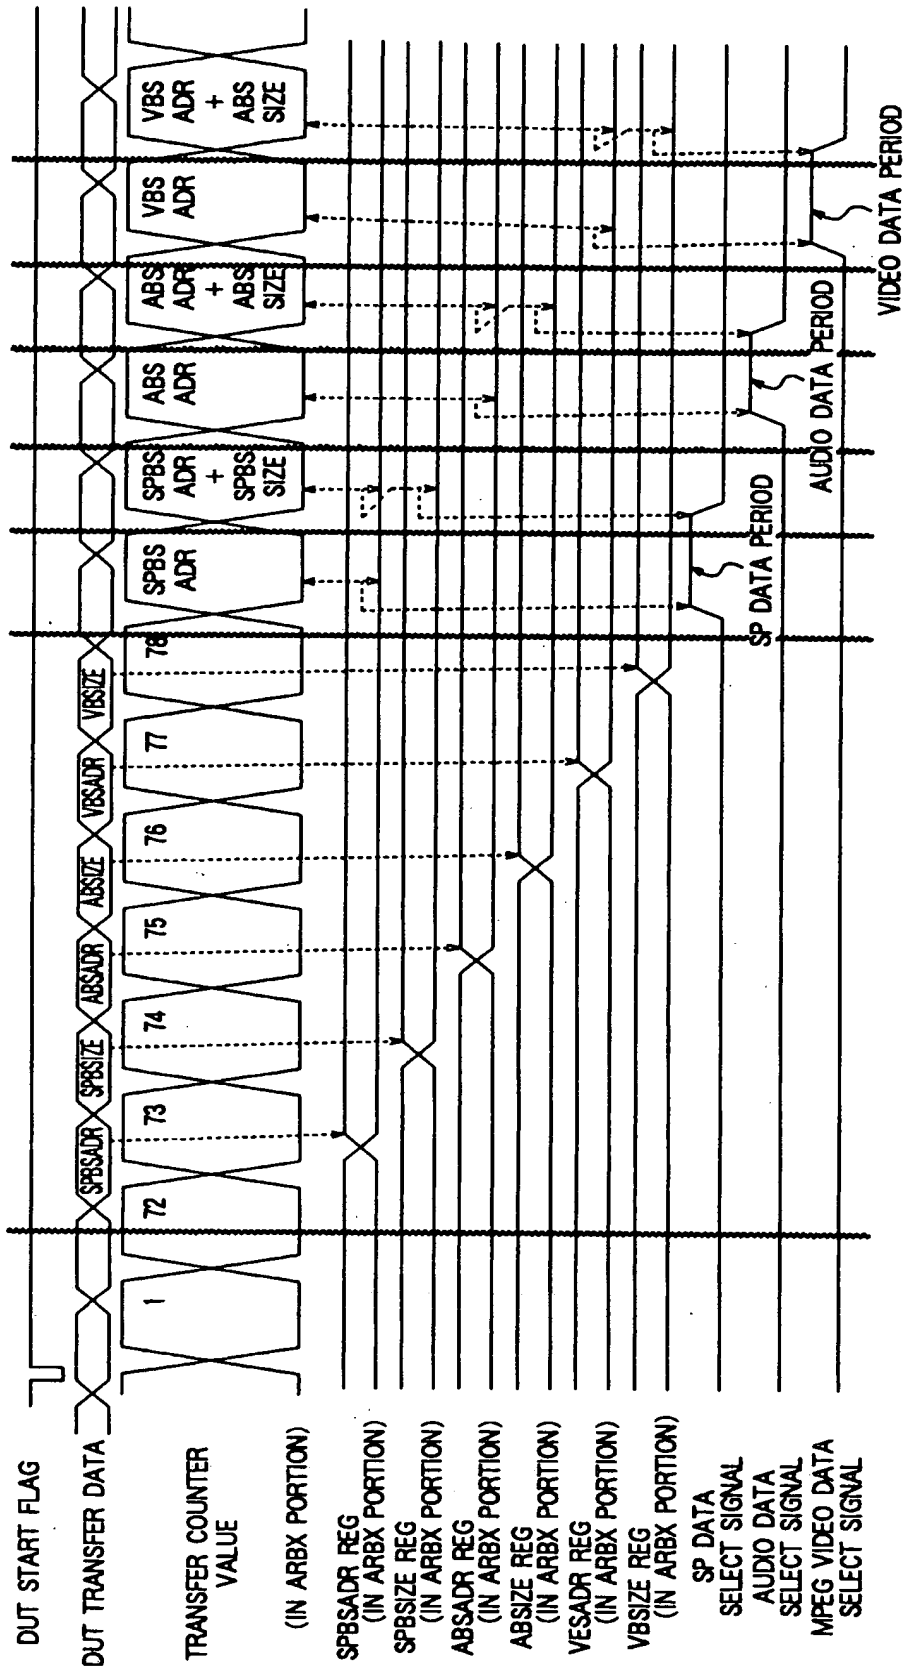 DUT START FLAG
DUT TRANSFER DATA
SPBSADR
SPBSIZE
ABSADR
ABSIZE
VBSADR
VBSIZE
TRANSFER COUNTER
VALUE
(IN ARBX PORTION)
1
72
73
74
75
76
77
78
SPBS
ADR
SPBS
ADR
+
SPBS
SIZE
ABS
ADR
ABS
ADR
+
ABS
SIZE
VBS
ADR
VBS
ADR
+
ABS
SIZE
SPBSADR REG
(IN ARBX PORTION)
SPBSIZE REG
(IN ARBX PORTION)
ABSADR REG
(IN ARBX PORTION)
ABSIZE REG
(IN ARBX PORTION)
VESADR REG
(IN ARBX PORTION)
VBSIZE REG
(IN ARBX PORTION)
SP DATA
SELECT SIGNAL
SP DATA PERIOD
AUDIO DATA
SELECT SIGNAL
AUDIO DATA PERIOD
MPEG VIDEO DATA
SELECT SIGNAL
VIDEO DATA PERIOD